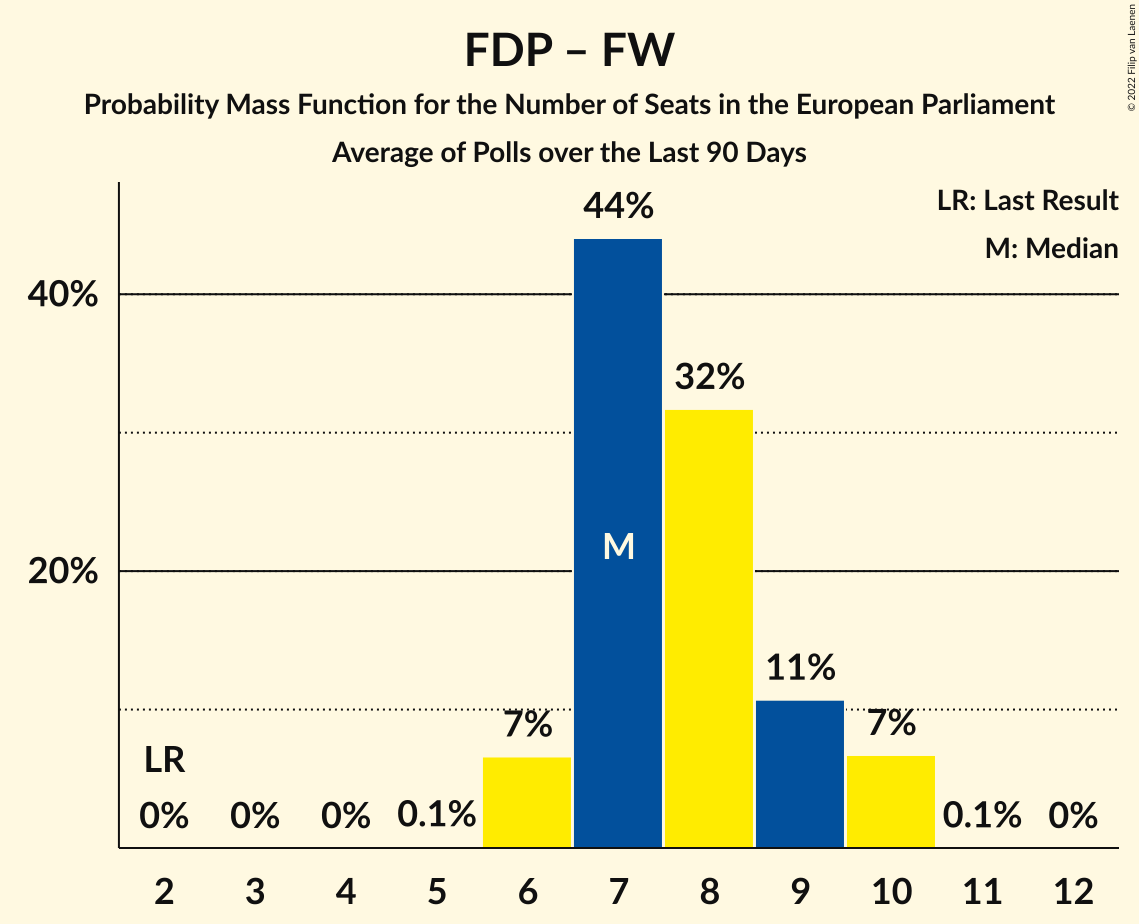 FDP – FW
Probability Mass Function for the Number of Seats in the European Parliament
Average of Polls over the Last 90 Days
© 2022 Filip van Laenen
LR: Last Result
M: Median
40%
20%
LR
0%
0%
0%
0.1%
7%
44%
M
32%
11%
7%
0.1%
0%
2 3 4 5 6 7 8 9 10 11 12